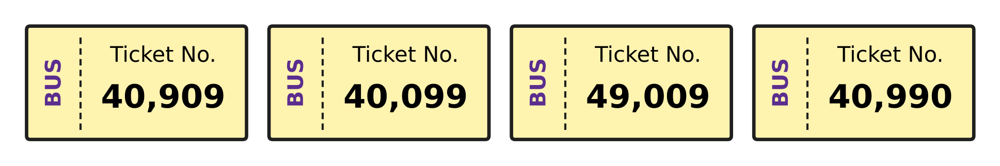 BUS
Ticket No.
40,909
BUS
Ticket No.
40,099
BUS
Ticket No.
49,009
BUS
Ticket No.
40,990